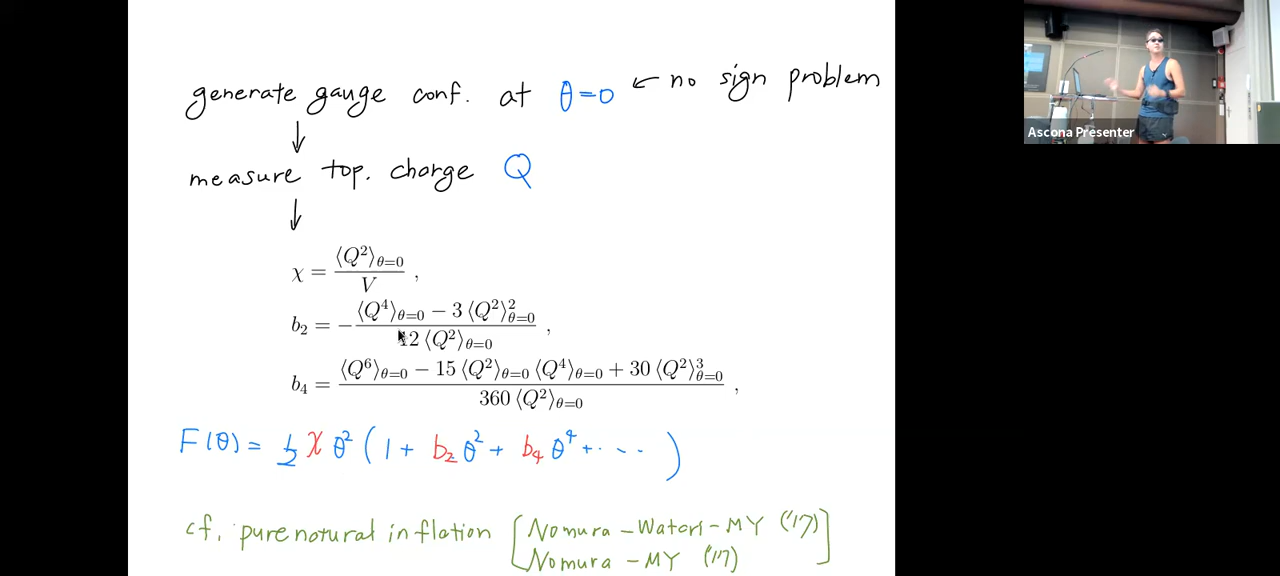 generate gauge conf. at θ=0 ← no sign problem
↓
measure top. charge Q
↓
χ = ⟨Q²⟩_{θ=0} / V ,
b₂ = − (⟨Q⁴⟩_{θ=0} − 3 ⟨Q²⟩²_{θ=0}) / (12 ⟨Q²⟩_{θ=0}) ,
b₄ = (⟨Q⁶⟩_{θ=0} − 15 ⟨Q²⟩_{θ=0} ⟨Q⁴⟩_{θ=0} + 30 ⟨Q²⟩³_{θ=0}) / (360 ⟨Q²⟩_{θ=0}) ,
F(θ) = ½ χ θ² ( 1 + b₂ θ² + b₄ θ⁴ + ... )
cf. pure natural inflation [ Nomura - Watari - MY ('17)
Nomura - MY ('17) ]
Ascona Presenter